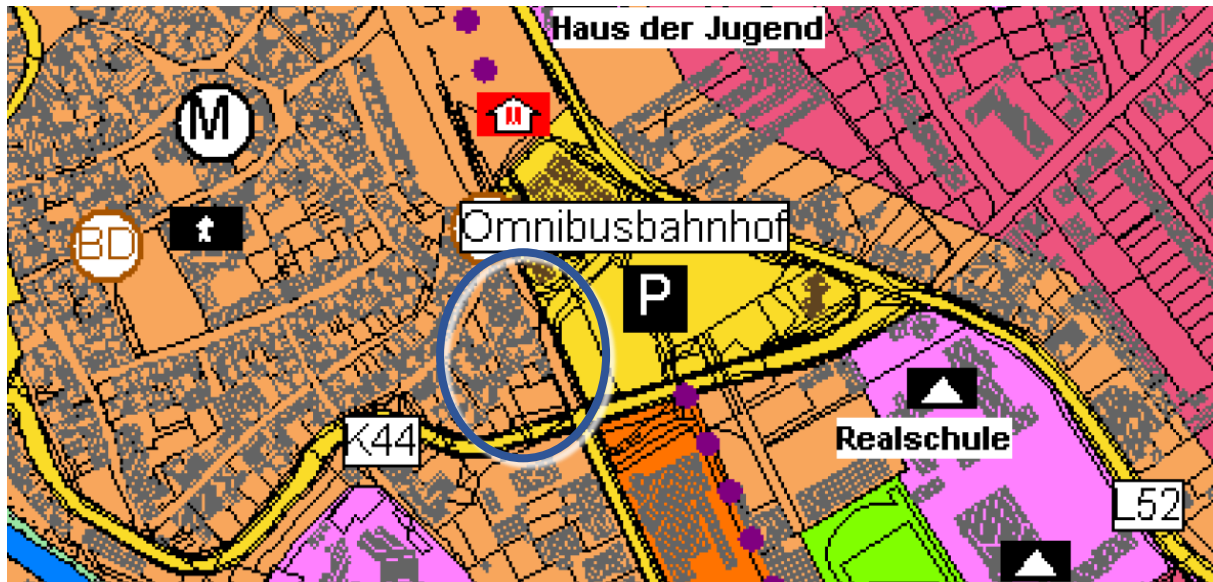 Haus der Jugend
M
M
BD
Omnibusbahnhof
P
K44
Realschule
L52